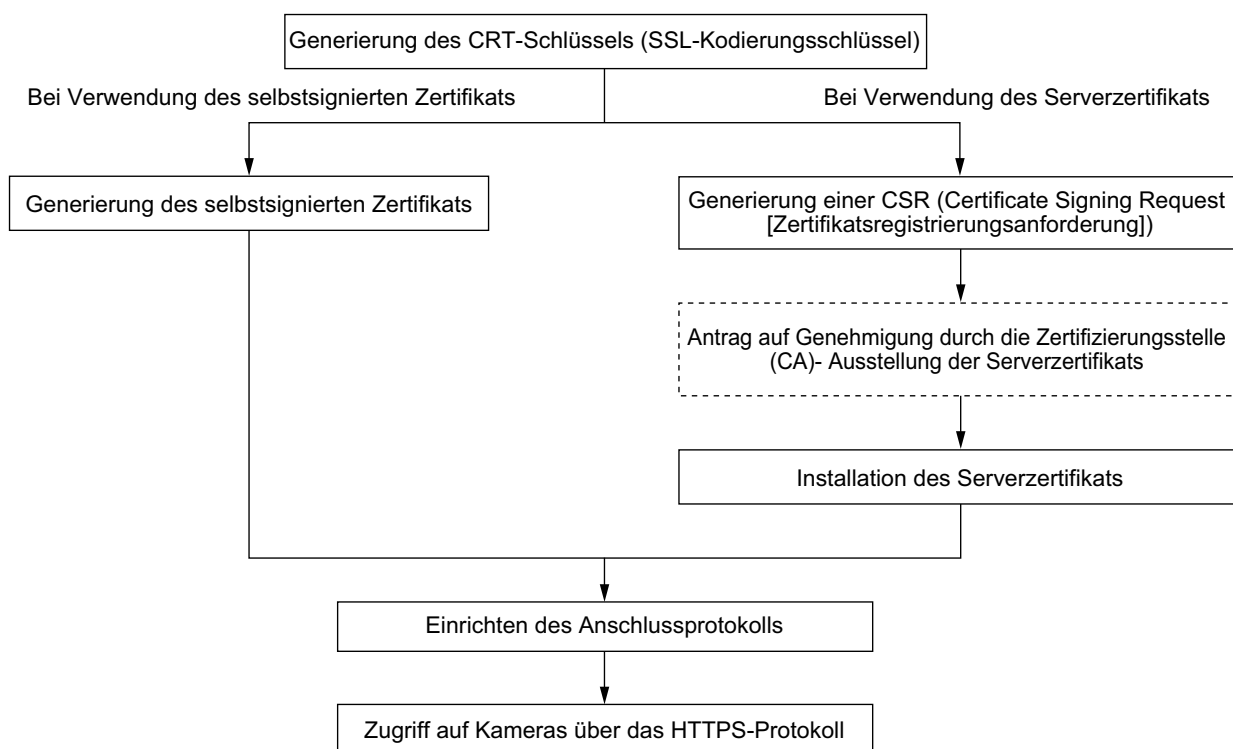 Generierung des CRT-Schlüssels (SSL-Kodierungsschlüssel)
Bei Verwendung des selbstsignierten Zertifikats
Bei Verwendung des Serverzertifikats
Generierung des selbstsignierten Zertifikats
Generierung einer CSR (Certificate Signing Request
[Zertifikatsregistrierungsanforderung])
Antrag auf Genehmigung durch die Zertifizierungsstelle
(CA)- Ausstellung der Serverzertifikats
Installation des Serverzertifikats
Einrichten des Anschlussprotokolls
Zugriff auf Kameras über das HTTPS-Protokoll